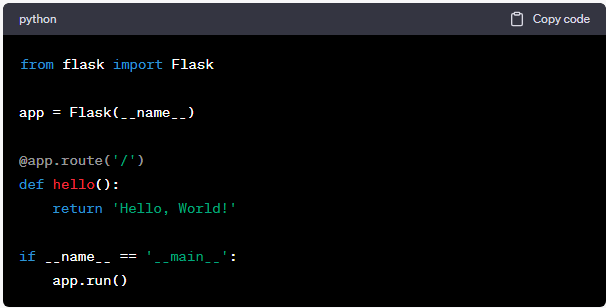 python
Copy code
from flask import Flask
app = Flask(__name__)
@app.route('/')
def hello():
    return 'Hello, World!'
if __name__ == '__main__':
    app.run()